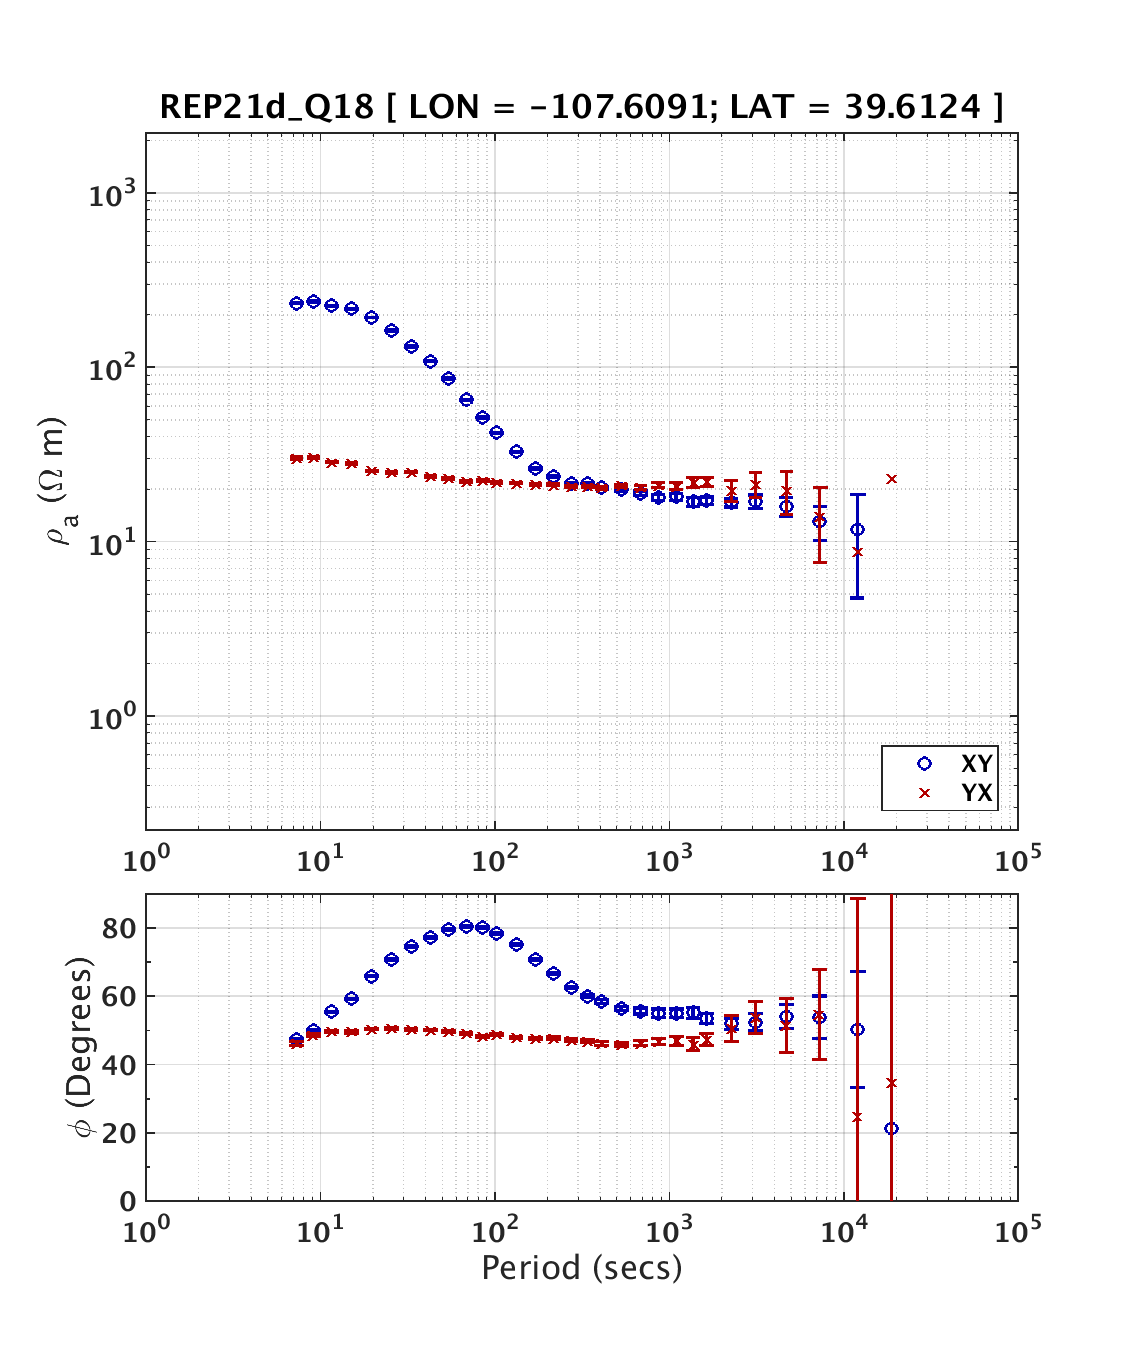 REP21d_Q18 [ LON = -107.6091; LAT = 39.6124 ]
ρa (Ω m)
10³
10²
10¹
10⁰
XY
YX
10⁰ 10¹ 10² 10³ 10⁴ 10⁵
ϕ (Degrees)
80
60
40
20
0
10⁰ 10¹ 10² 10³ 10⁴ 10⁵
Period (secs)